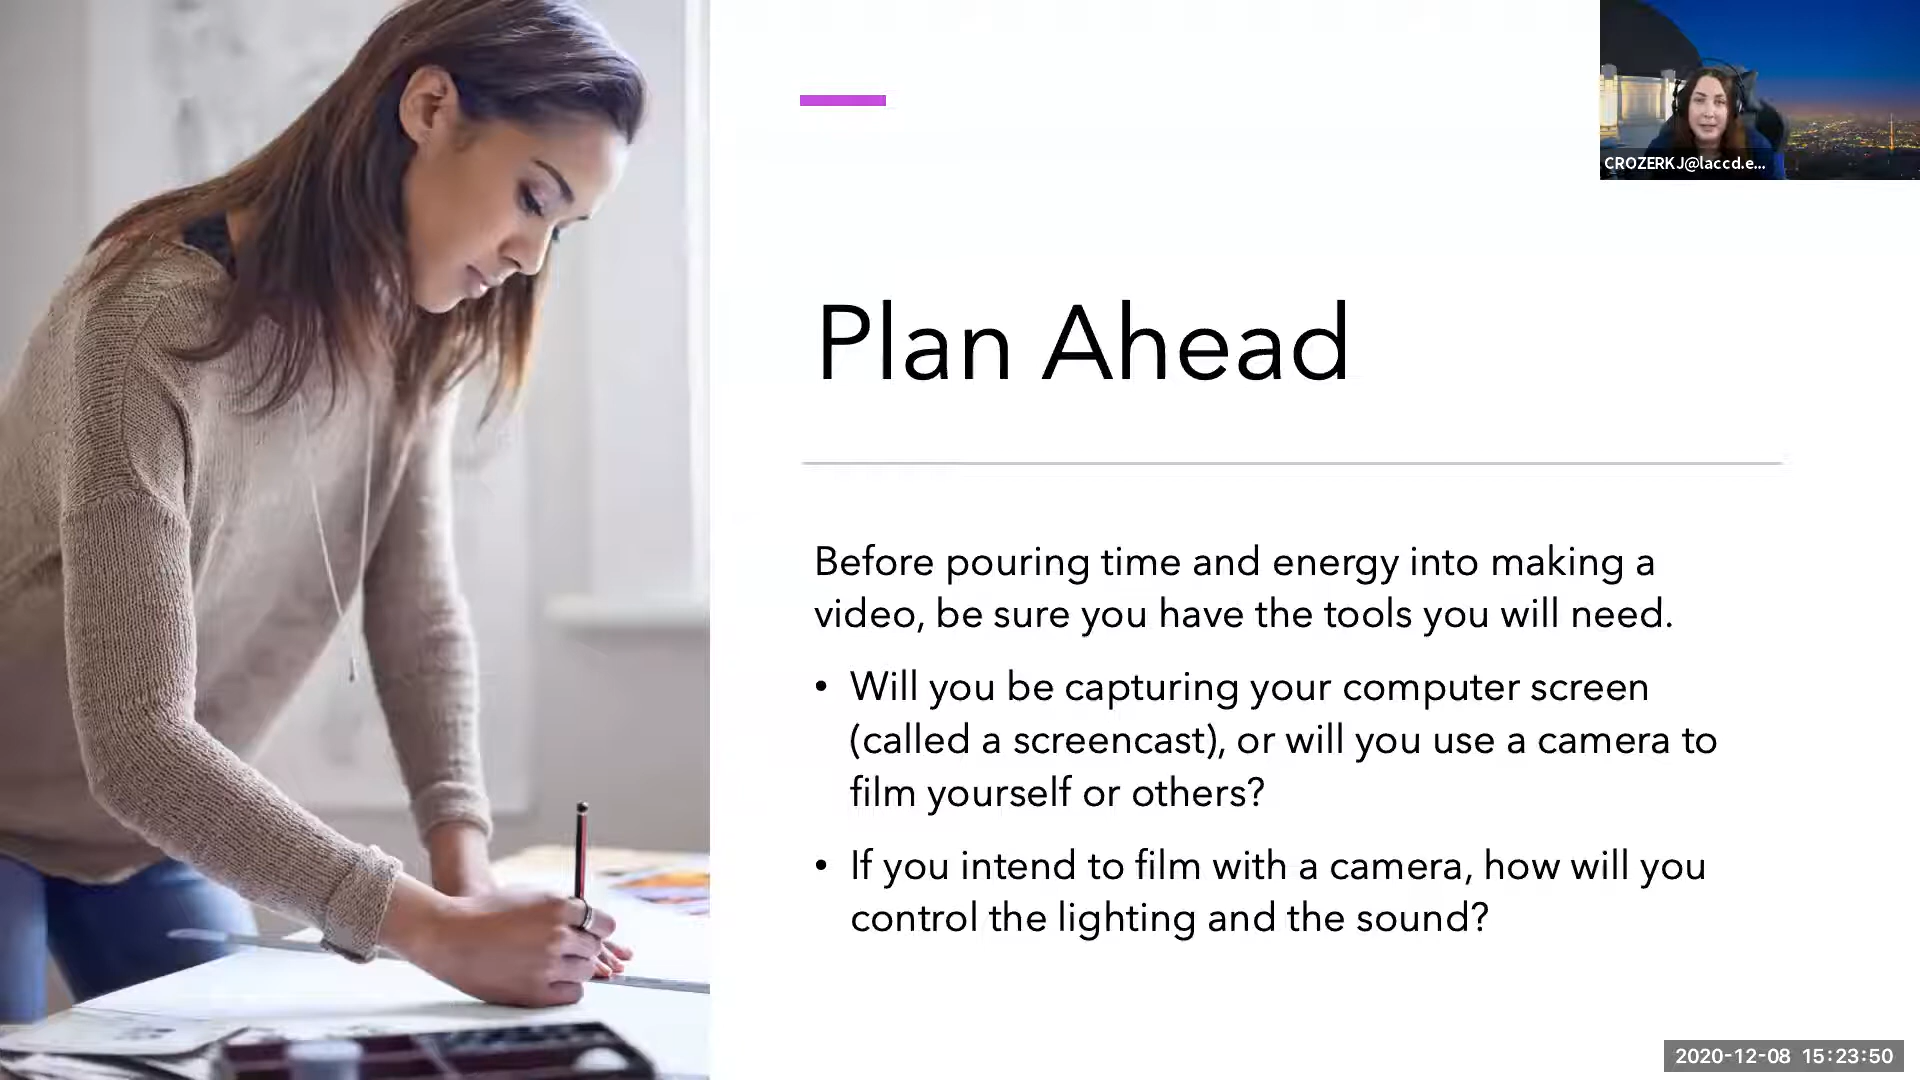 CROZERKJ@laccd.e...
Plan Ahead
Before pouring time and energy into making a
video, be sure you have the tools you will need.
• Will you be capturing your computer screen
(called a screencast), or will you use a camera to
film yourself or others?
• If you intend to film with a camera, how will you
control the lighting and the sound?
2020-12-08 15:23:50